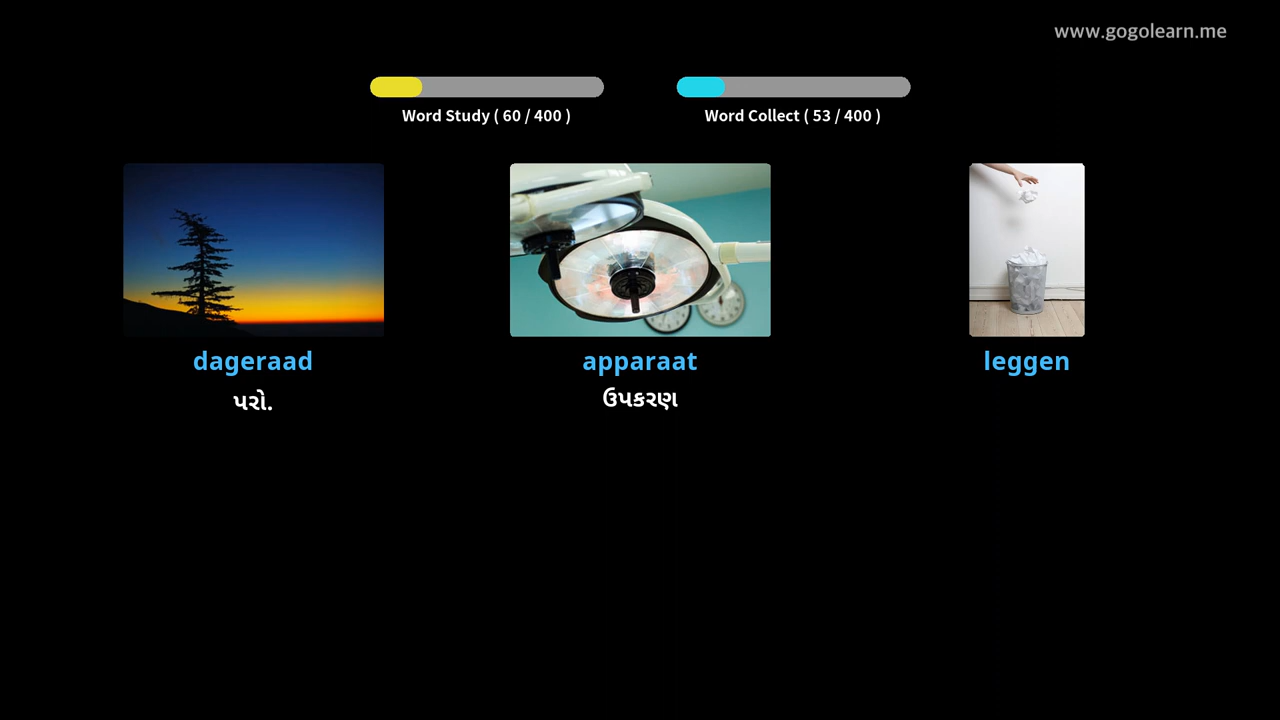 www.gogolearn.me
Word Study ( 60 / 400 )
Word Collect ( 53 / 400 )
dageraad
apparaat
leggen
પરો.
ઉપકરણ